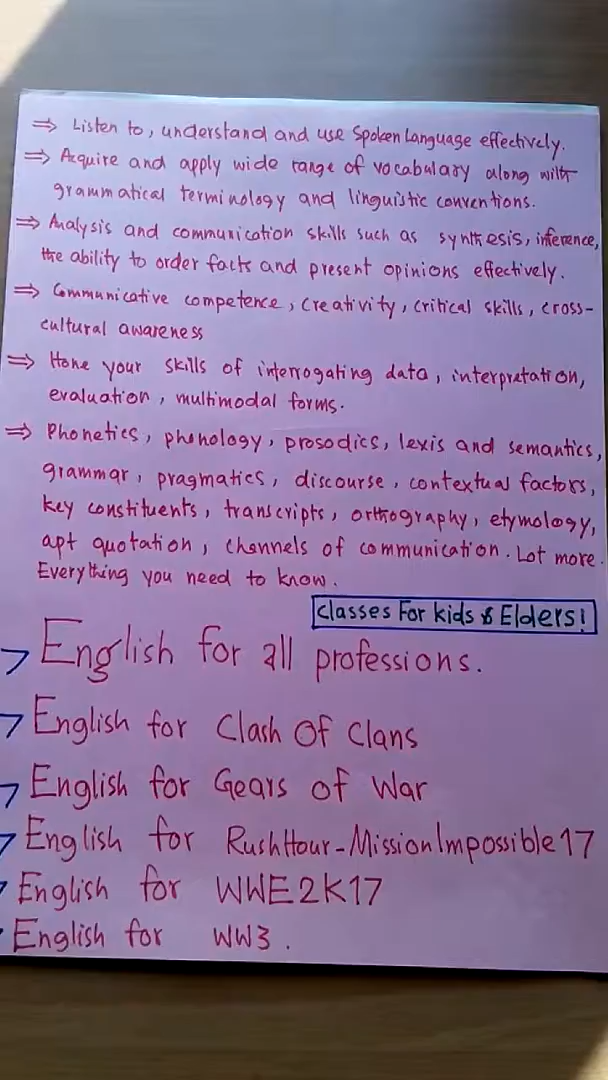 ⇒ Listen to, understand and use Spoken Language effectively.
⇒ Acquire and apply wide range of vocabulary along with
grammatical terminology and linguistic conventions.
⇒ Analysis and communication skills such as synthesis, inference,
the ability to order facts and present opinions effectively.
⇒ Communicative competence, creativity, critical skills, cross-
cultural awareness
⇒ Hone your skills of interrogating data, interpretation,
evaluation, multimodal forms.
⇒ Phonetics, phonology, prosodics, lexis and semantics,
grammar, pragmatics, discourse, contextual factors,
key constituents, transcripts, orthography, etymology,
apt quotation, channels of communication. Lot more.
Everything you need to know.
Classes For kids & Elders!
English for all professions.
English for Clash Of Clans
English for Gears of War
English for RushHour-MissionImpossible17
English for WWE2K17
English for WW3.